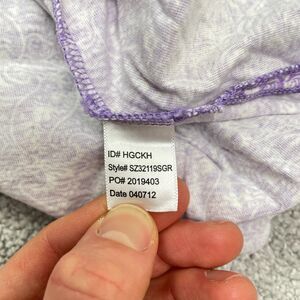 ID# HGCKH
Style# SZ32119SGR
PO# 2019403
Date 040712